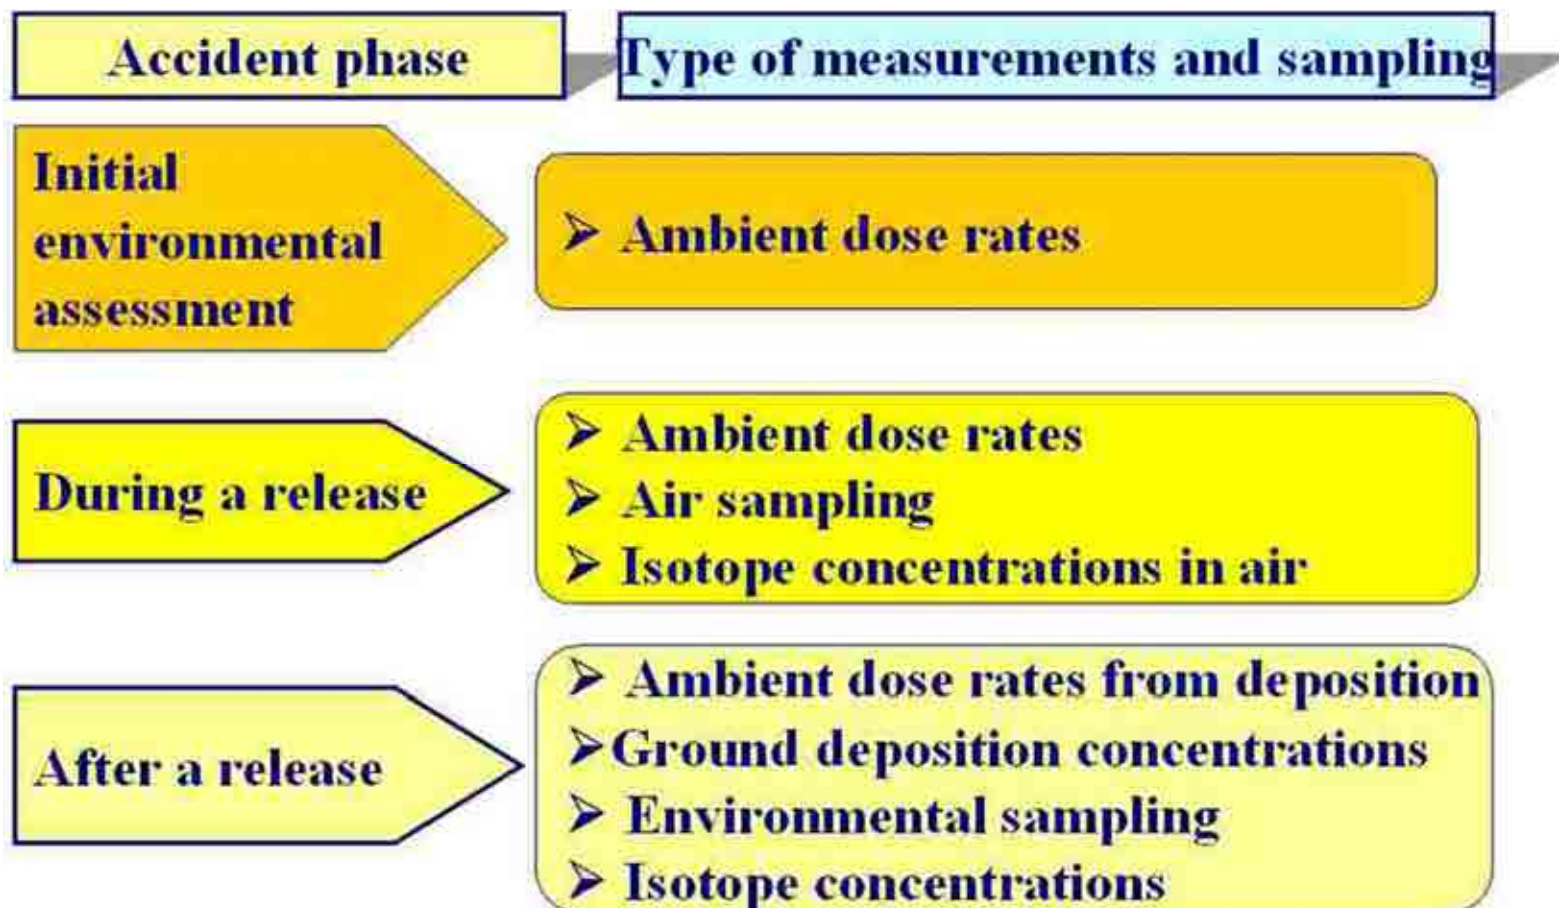 Accident phase
Type of measurements and sampling
Initial
environmental
assessment
➢ Ambient dose rates
During a release
➢ Ambient dose rates
➢ Air sampling
➢ Isotope concentrations in air
After a release
➢ Ambient dose rates from deposition
➢Ground deposition concentrations
➢ Environmental sampling
➢ Isotope concentrations